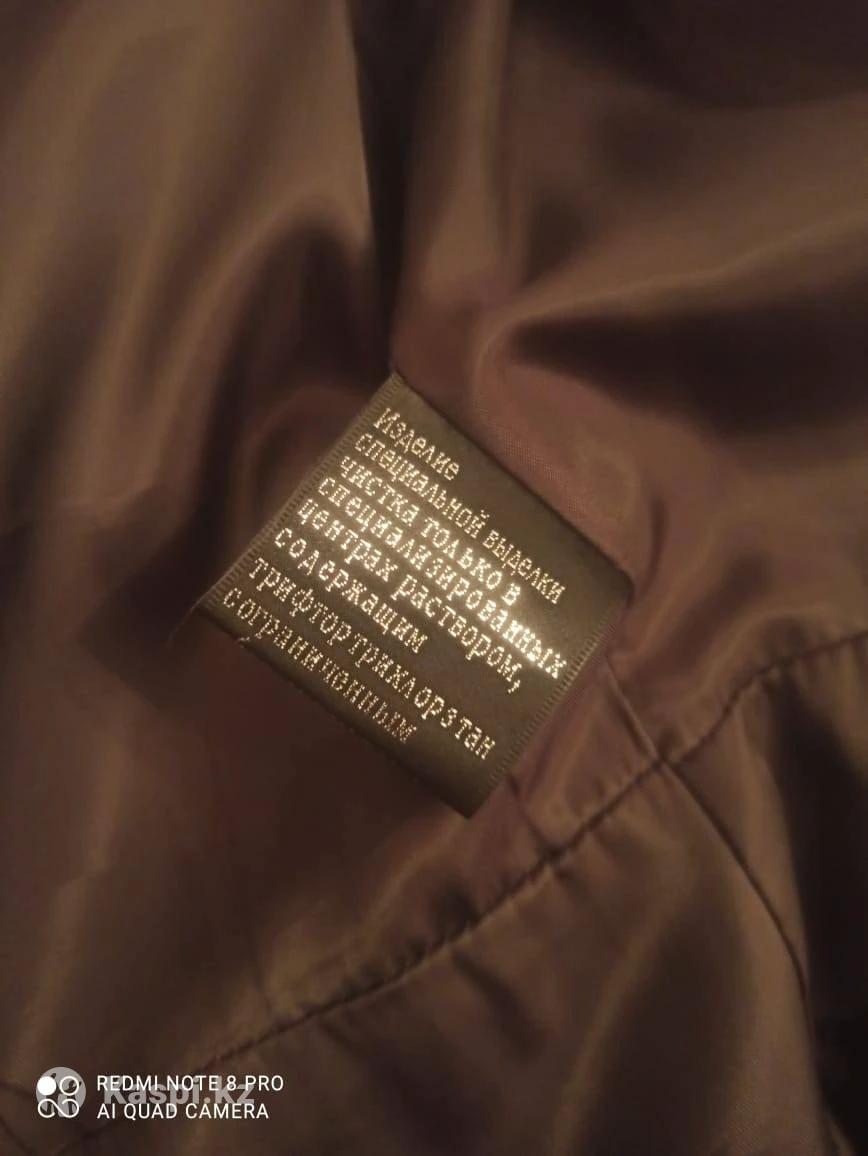 Изделие
специальной выделки
чистка только в
специализированных
центрах раствором,
содержащим
трифтортрихлорэтан
с ограниченным
REDMI NOTE 8 PRO
AI QUAD CAMERA
Kaspi.kz